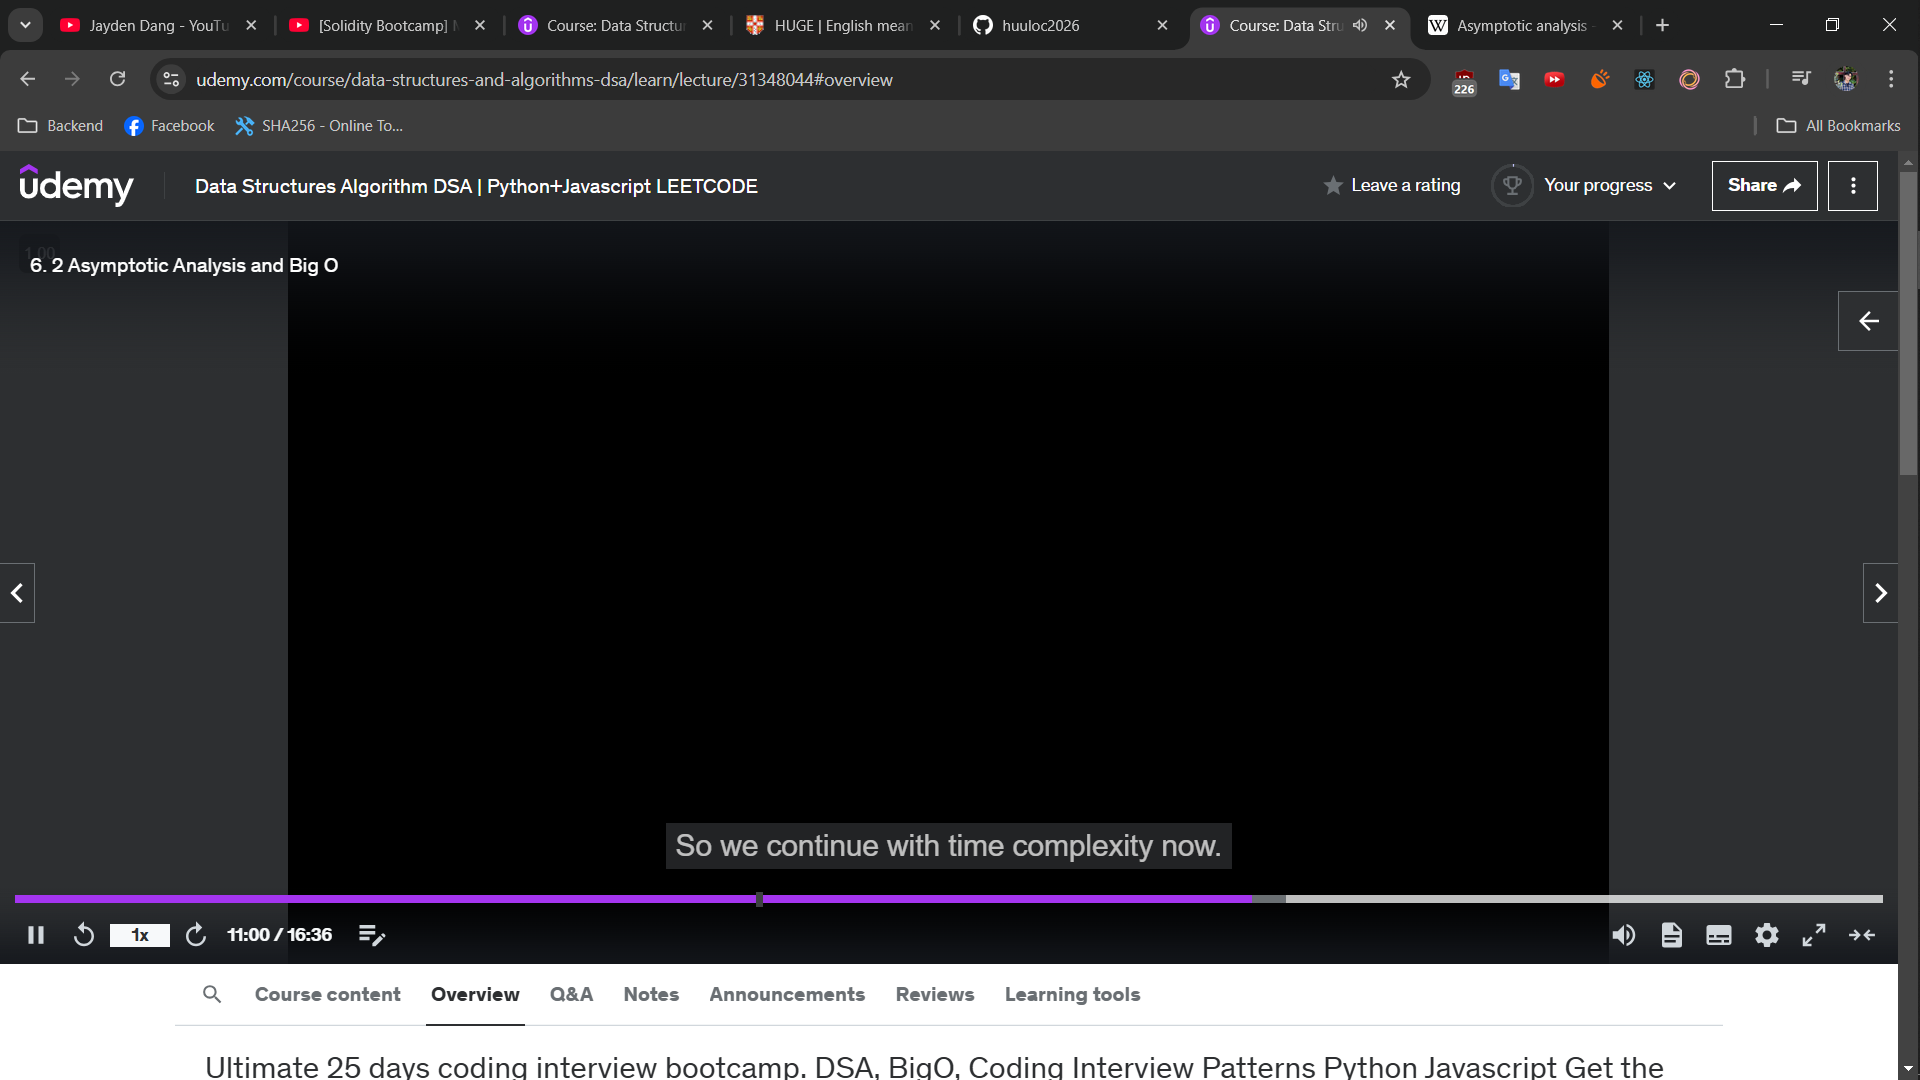 Jayden Dang - YouTu
[Solidity Bootcamp]
Course: Data Structu
HUGE | English mean
huuloc2026
Course: Data Stru
Asymptotic analysis -
udemy.com/course/data-structures-and-algorithms-dsa/learn/lecture/31348044#overview
226
Backend
Facebook
SHA256 - Online To...
All Bookmarks
udemy
Data Structures Algorithm DSA | Python+Javascript LEETCODE
Leave a rating
Your progress
Share
1.00
6. 2 Asymptotic Analysis and Big O
So we continue with time complexity now.
1x
11:00 / 16:36
Course content
Overview
Q&A
Notes
Announcements
Reviews
Learning tools
Ultimate 25 days coding interview bootcamp. DSA, BigO, Coding Interview Patterns Python Javascript Get the